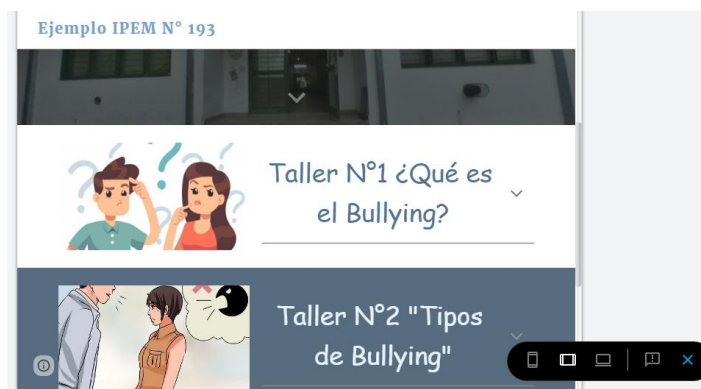 Ejemplo IPEM N° 193
Taller N°1 ¿Qué es
el Bullying?
Taller N°2 "Tipos
de Bullying"